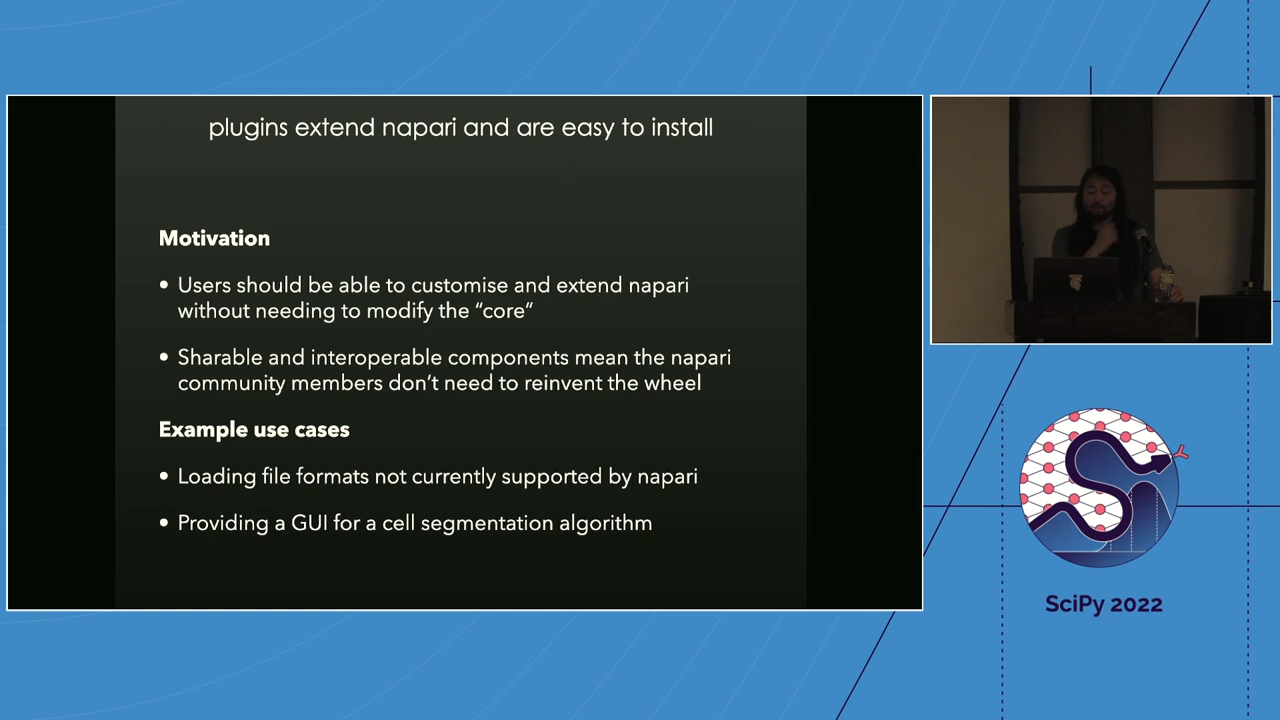 plugins extend napari and are easy to install
Motivation
• Users should be able to customise and extend napari
without needing to modify the “core”
• Sharable and interoperable components mean the napari
community members don’t need to reinvent the wheel
Example use cases
• Loading file formats not currently supported by napari
• Providing a GUI for a cell segmentation algorithm
SciPy 2022